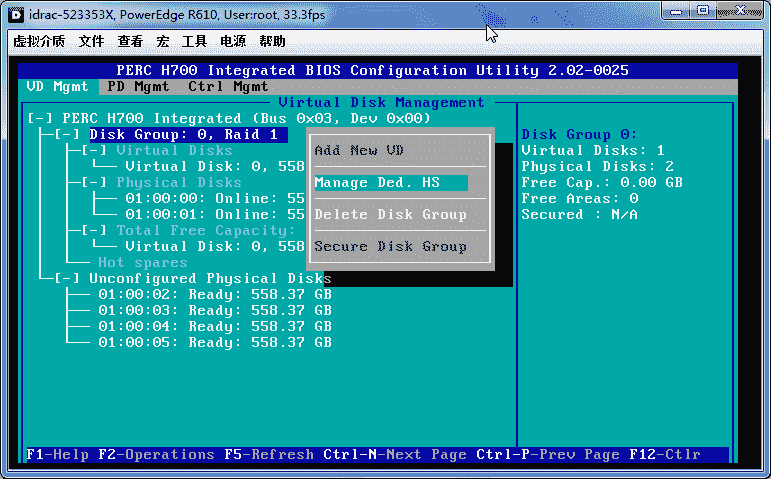 idrac-523353X, PowerEdge R610, User:root, 33.3fps
虚拟介质 文件 查看 宏 工具 电源 帮助
PERC H700 Integrated BIOS Configuration Utility 2.02-0025
VD Mgmt PD Mgmt Ctrl Mgmt
Virtual Disk Management
[-] PERC H700 Integrated (Bus 0x03, Dev 0x00)
[-] Disk Group: 0, Raid 1
[-] Virtual Disks
Virtual Disk: 0, 558
[-] Physical Disks
01:00:00: Online: 55
01:00:01: Online: 55
[-] Total Free Capacity:
Virtual Disk: 0, 558
Hot spares
[-] Unconfigured Physical Disks
01:00:02: Ready: 558.37 GB
01:00:03: Ready: 558.37 GB
01:00:04: Ready: 558.37 GB
01:00:05: Ready: 558.37 GB
Add New VD
Manage Ded. HS
Delete Disk Group
Secure Disk Group
Disk Group 0:
Virtual Disks: 1
Physical Disks: 2
Free Cap.: 0.00 GB
Free Areas: 0
Secured : N/A
F1-Help F2-Operations F5-Refresh Ctrl-N-Next Page Ctrl-P-Prev Page F12-Ctlr